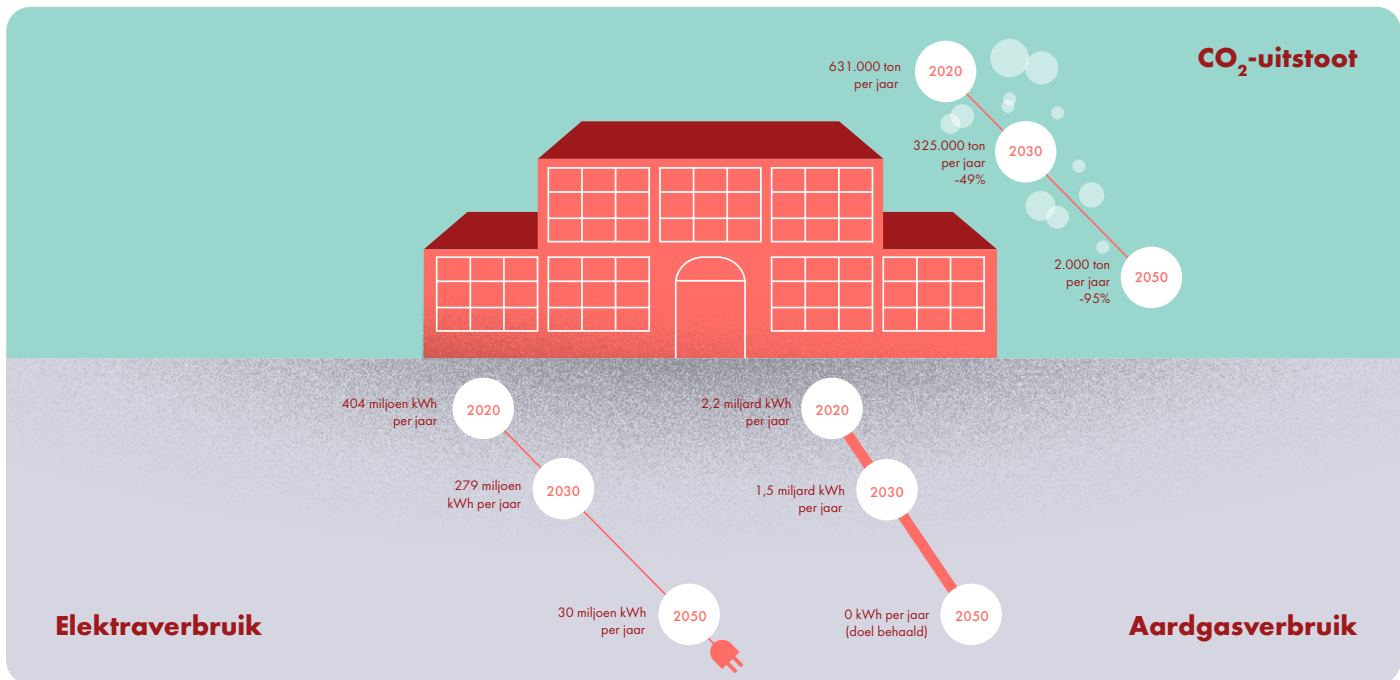 CO2-uitstoot
631.000 ton
per jaar
2020
325.000 ton
per jaar
-49%
2030
2.000 ton
per jaar
-95%
2050
404 miljoen kWh
per jaar
2020
279 miljoen
kWh per jaar
2030
30 miljoen kWh
per jaar
2050
Elektraverbruik
2,2 miljard kWh
per jaar
2020
1,5 miljard kWh
per jaar
2030
0 kWh per jaar
(doel behaald)
2050
Aardgasverbruik